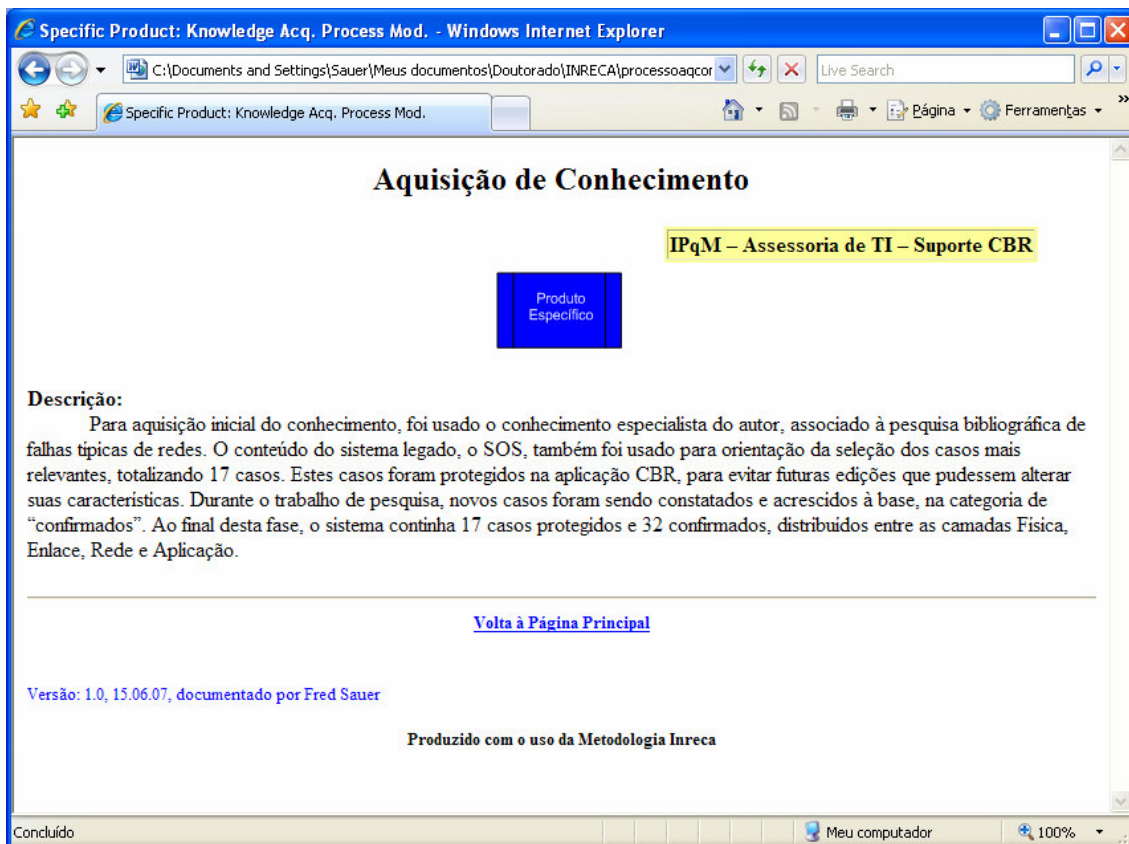 Specific Product: Knowledge Acq. Process Mod. - Windows Internet Explorer
C:\Documents and Settings\Sauer\Meus documentos\Doutorado\INRECA\processoaqcor
Live Search
Specific Product: Knowledge Acq. Process Mod.
Página
Ferramentas
»
Aquisição de Conhecimento
IPqM – Assessoria de TI – Suporte CBR
Produto
Específico
Descrição:
Para aquisição inicial do conhecimento, foi usado o conhecimento especialista do autor, associado à pesquisa bibliográfica de
falhas típicas de redes. O conteúdo do sistema legado, o SOS, também foi usado para orientação da seleção dos casos mais
relevantes, totalizando 17 casos. Estes casos foram protegidos na aplicação CBR, para evitar futuras edições que pudessem alterar
suas características. Durante o trabalho de pesquisa, novos casos foram sendo constatados e acrescidos à base, na categoria de
“confirmados”. Ao final desta fase, o sistema continha 17 casos protegidos e 32 confirmados, distribuidos entre as camadas Física,
Enlace, Rede e Aplicação.
Volta à Página Principal
Versão: 1.0, 15.06.07, documentado por Fred Sauer
Produzido com o uso da Metodologia Inreca
Concluído
Meu computador
100%